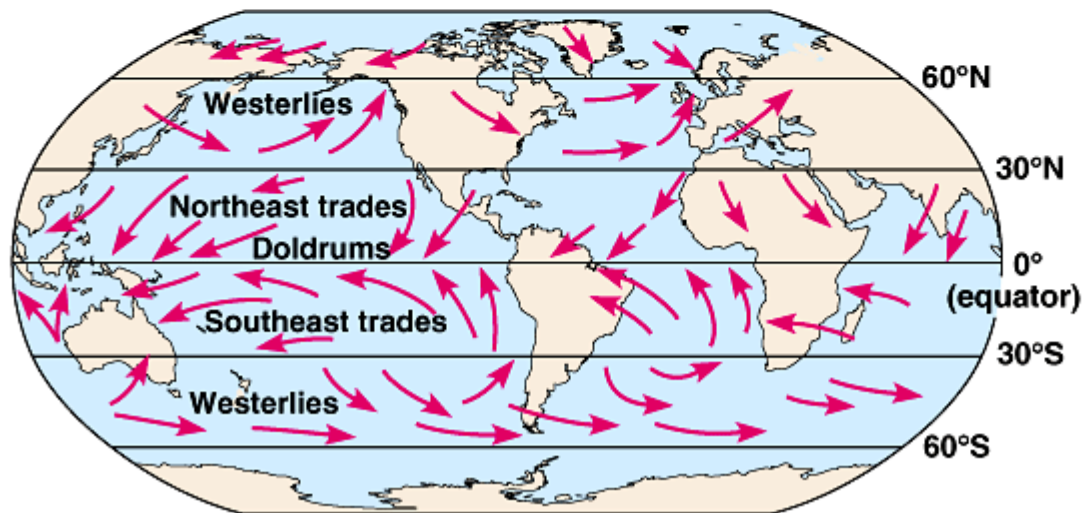 60°N
Westerlies
30°N
Northeast trades
Doldrums
0°
(equator)
Southeast trades
30°S
Westerlies
60°S